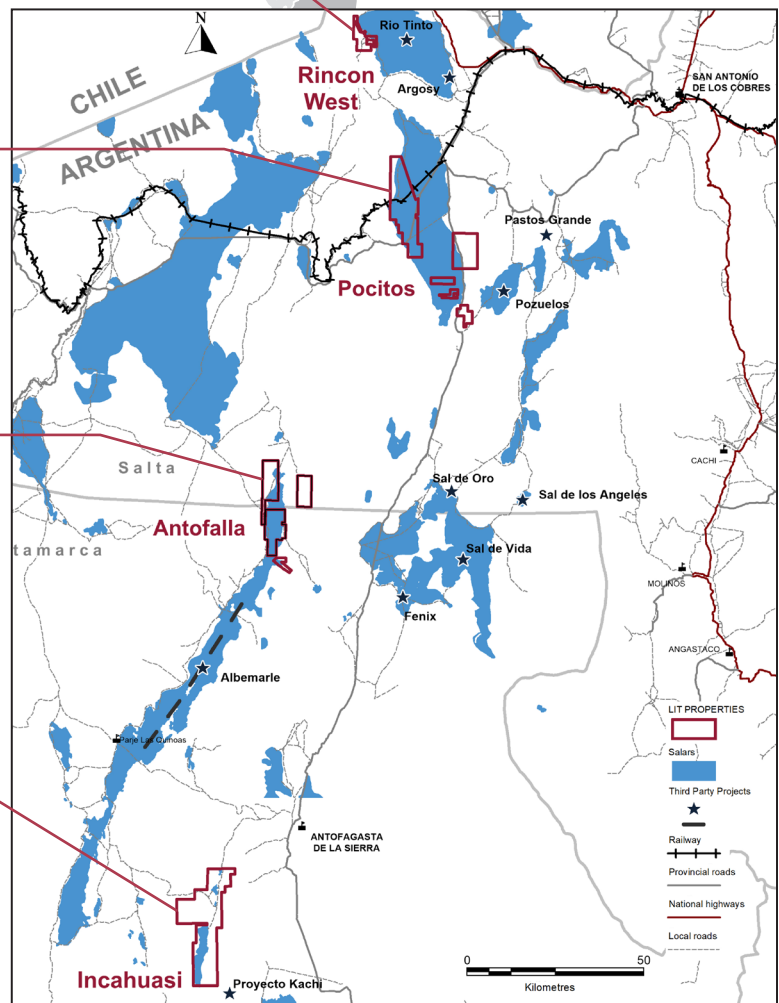 N
Rio Tinto
CHILE
Rincon
West
Argosy
SAN ANTONIO
DE LOS COBRES
ARGENTINA
Pastos Grande
Pocitos
Pozuelos
CACHI
Salta
Sal de Oro
Sal de los Angeles
Antofalla
tamarca
Sal de Vida
MOLINOS
Fenix
ANGASTACO
Albemarle
LIT PROPERTIES
Parje Las Quinoas
Salars
Third Party Projects
ANTOFAGASTA
DE LA SIERRA
Railway
Provincial roads
National highways
Local roads
0
50
Kilometres
Incahuasi
Proyecto Kachi